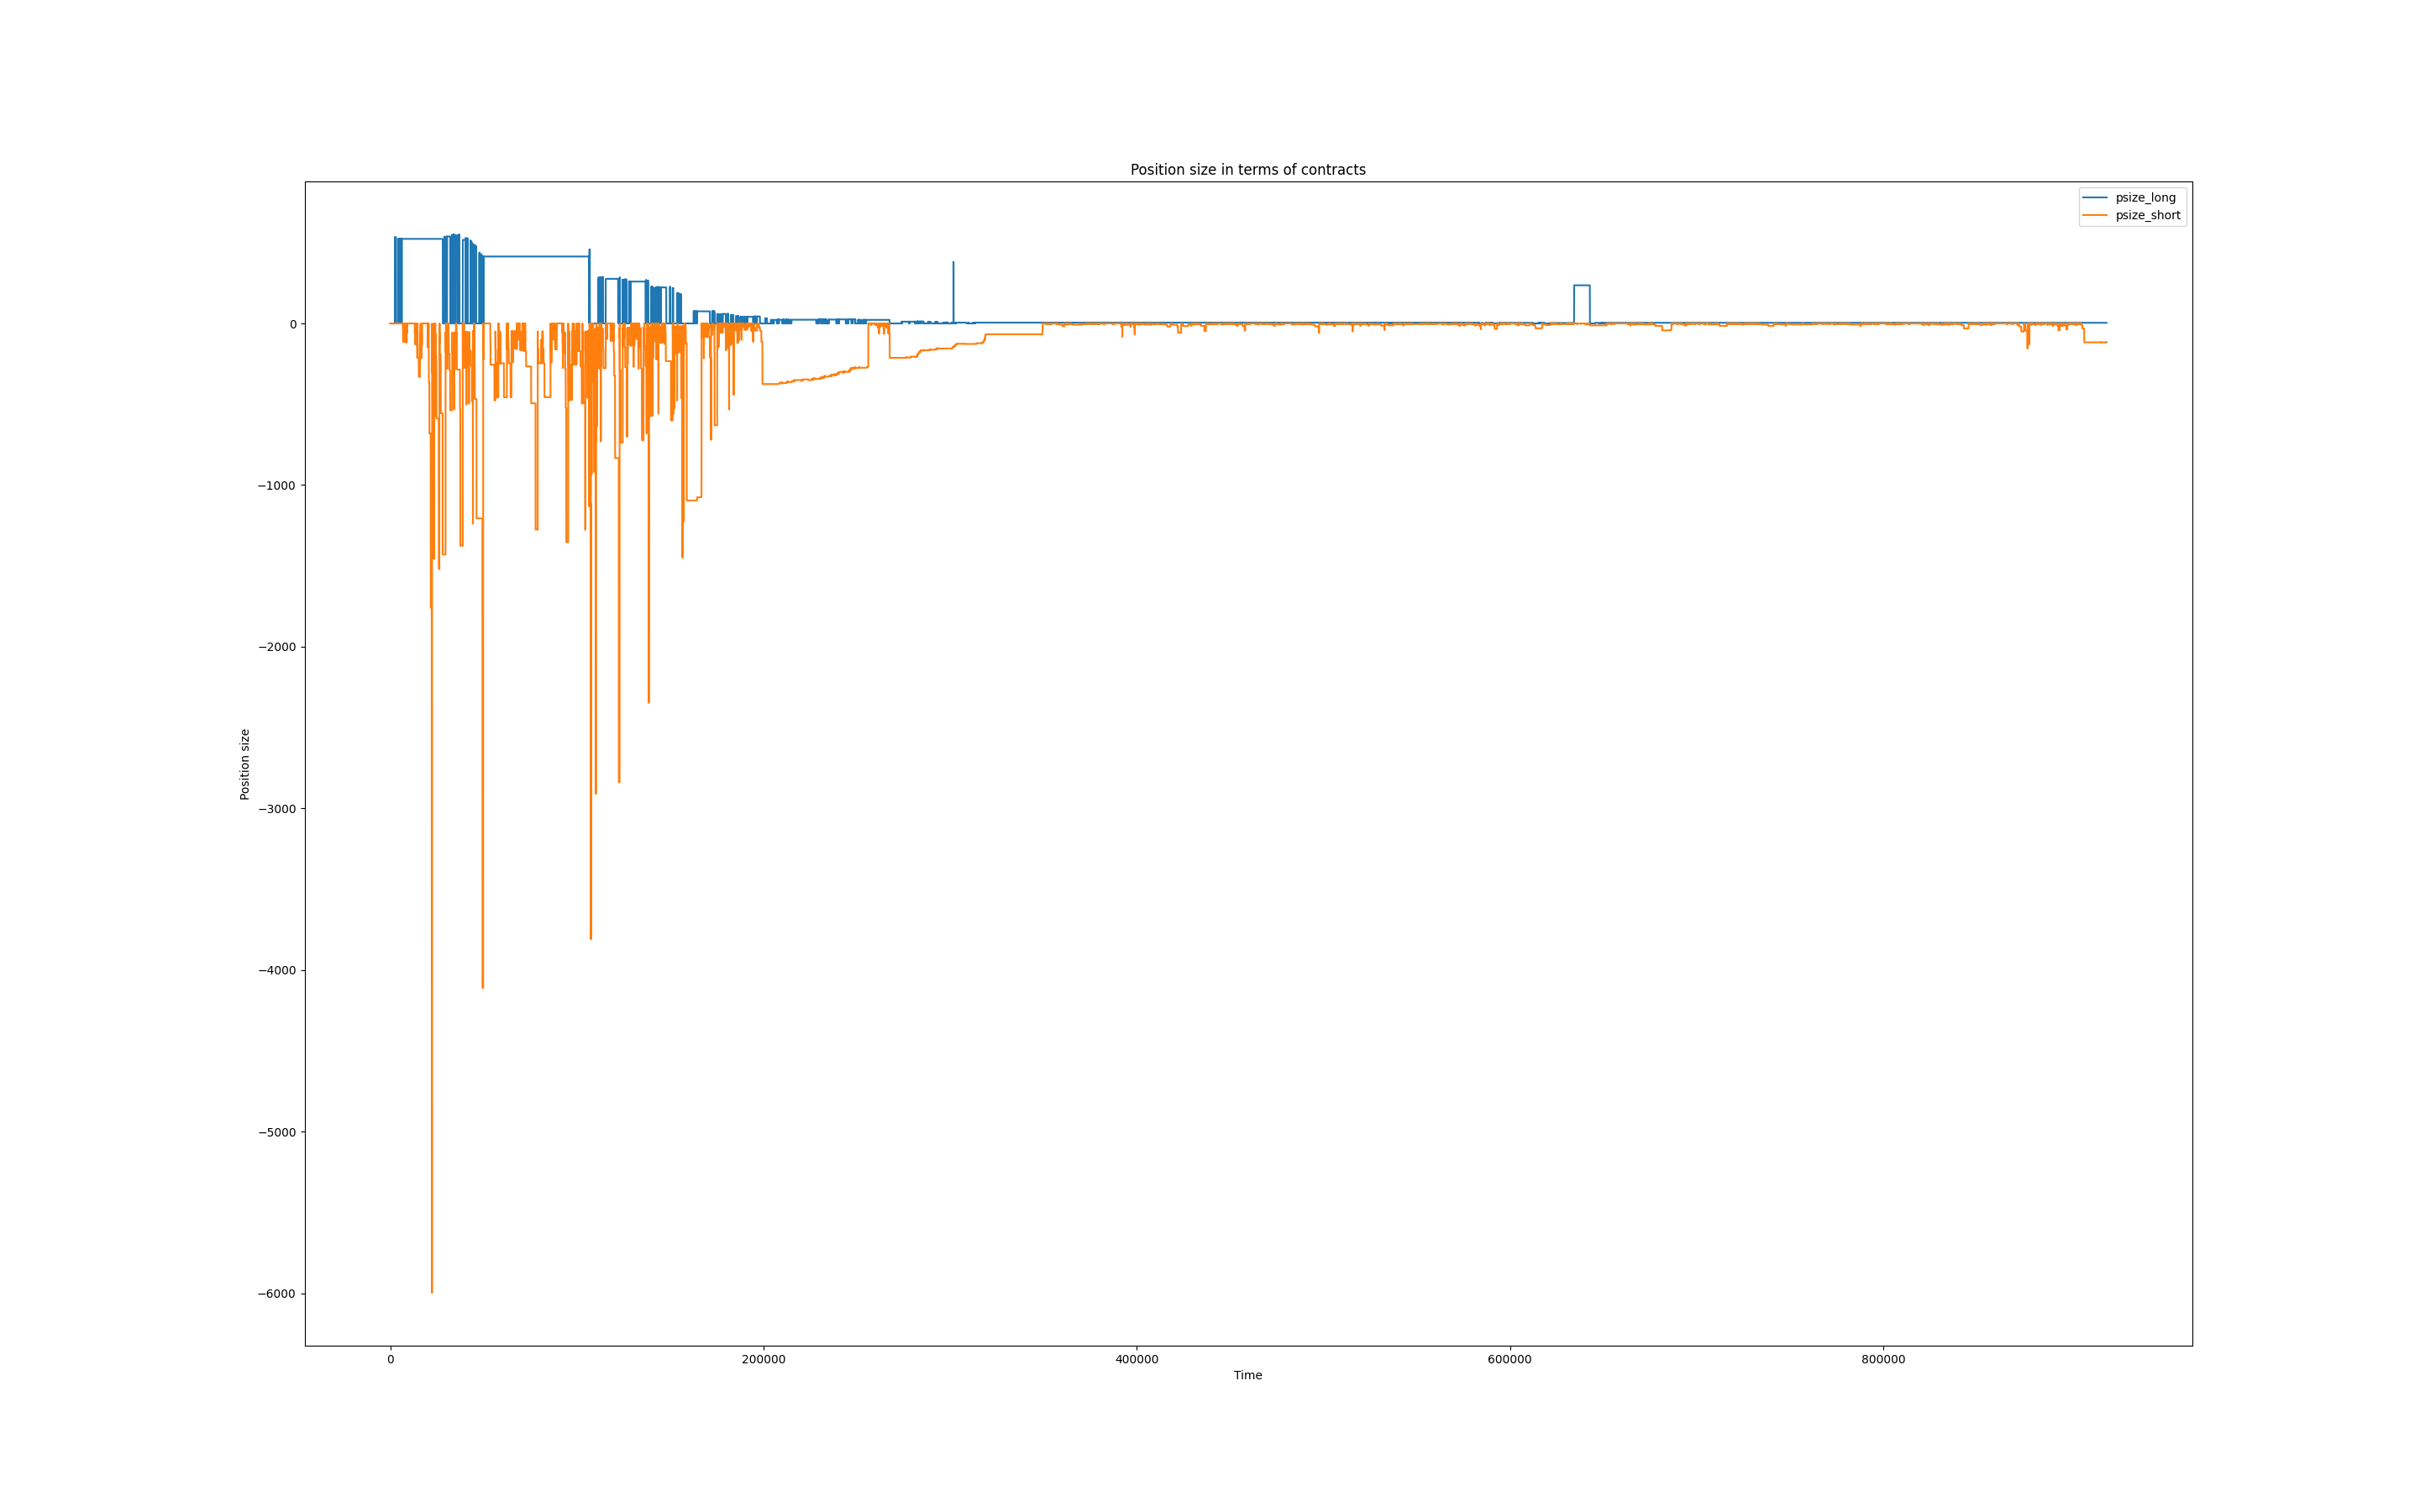 Position size in terms of contracts
psize_long
psize_short
Position size
0
−1000
−2000
−3000
−4000
−5000
−6000
0
200000
400000
600000
800000
Time